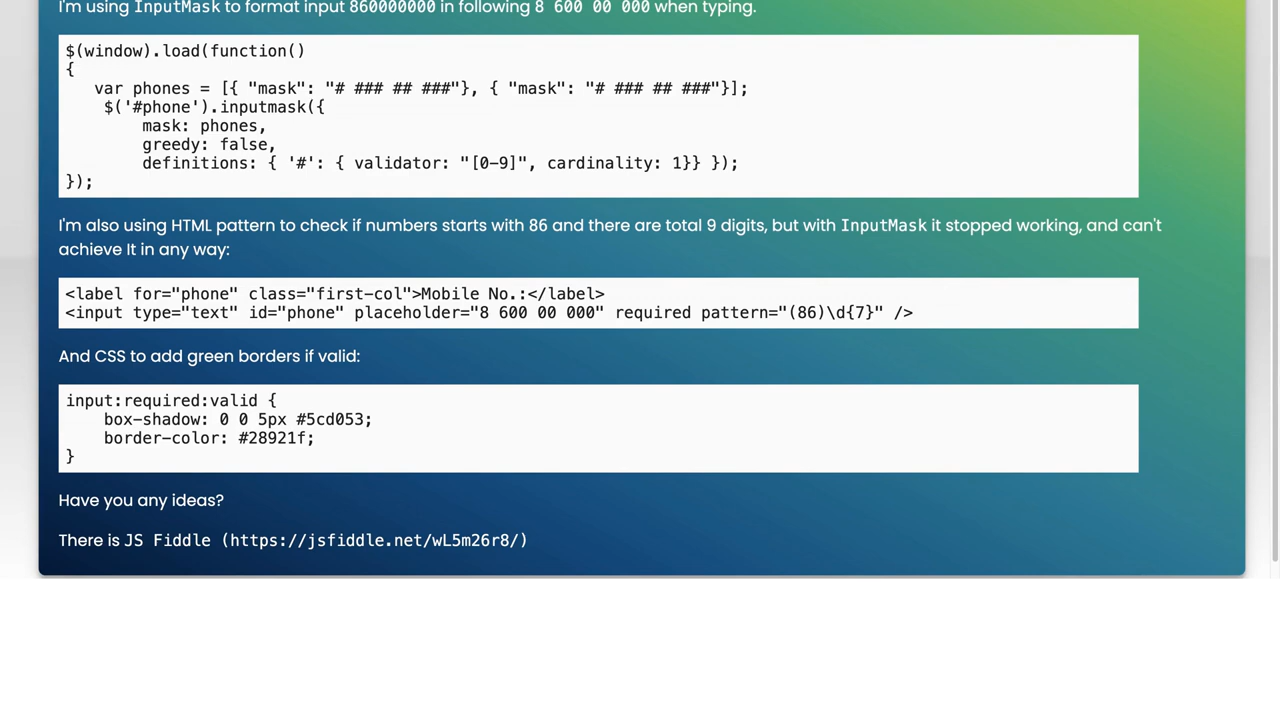 I'm using InputMask to format input 860000000 in following 8 600 00 000 when typing.
$(window).load(function()
{
   var phones = [{ "mask": "# ### ## ###"}, { "mask": "# ### ## ###"}];
    $('#phone').inputmask({
        mask: phones,
        greedy: false,
        definitions: { '#': { validator: "[0-9]", cardinality: 1}} });
});
I'm also using HTML pattern to check if numbers starts with 86 and there are total 9 digits, but with InputMask it stopped working, and can't
achieve It in any way:
<label for="phone" class="first-col">Mobile No.:</label>
<input type="text" id="phone" placeholder="8 600 00 000" required pattern="(86)\d{7}" />
And CSS to add green borders if valid:
input:required:valid {
    box-shadow: 0 0 5px #5cd053;
    border-color: #28921f;
}
Have you any ideas?
There is JS Fiddle (https://jsfiddle.net/wL5m26r8/)